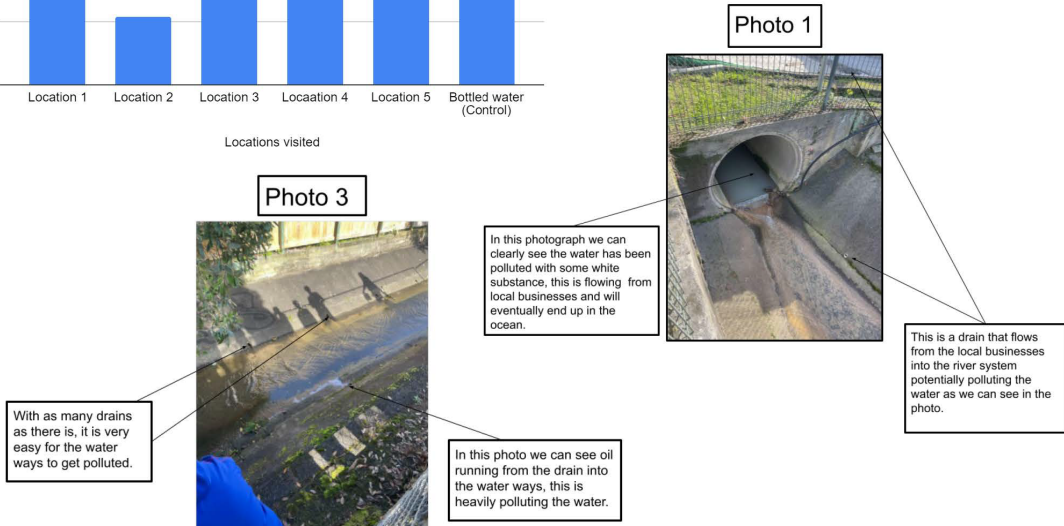 Location 1 Location 2 Location 3 Locaation 4 Location 5 Bottled water
(Control)
Locations visited
Photo 1
Photo 3
In this photograph we can
clearly see the water has been
polluted with some white
substance, this is flowing from
local businesses and will
eventually end up in the
ocean.
This is a drain that flows
from the local businesses
into the river system
potentially polluting the
water as we can see in the
photo.
With as many drains
as there is, it is very
easy for the water
ways to get polluted.
In this photo we can see oil
running from the drain into
the water ways, this is
heavily polluting the water.